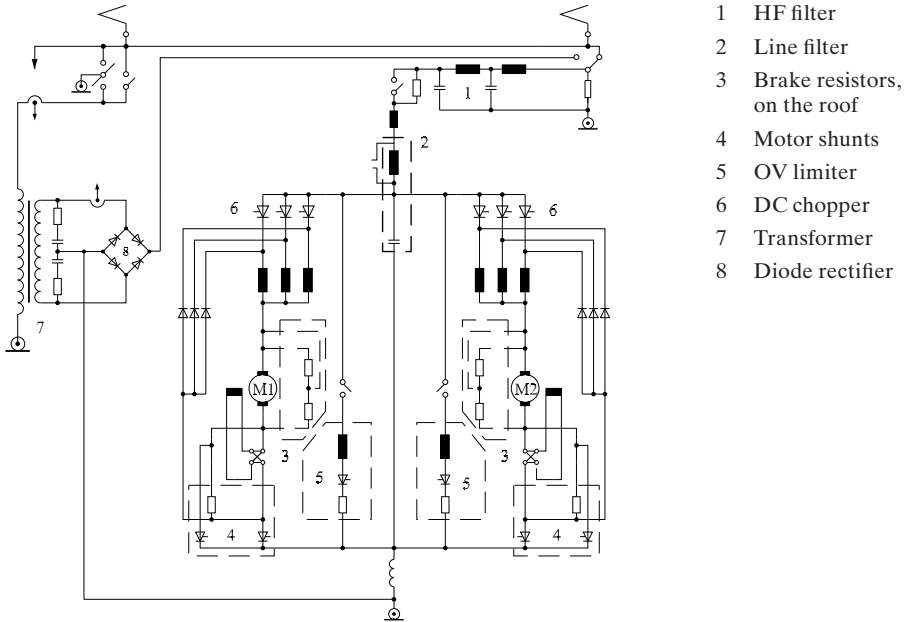 1 HF filter
2 Line filter
3 Brake resistors,
on the roof
4 Motor shunts
5 OV limiter
6 DC chopper
7 Transformer
8 Diode rectifier
1
2
6
6
8
7
M1
M2
3
3
5
5
4
4